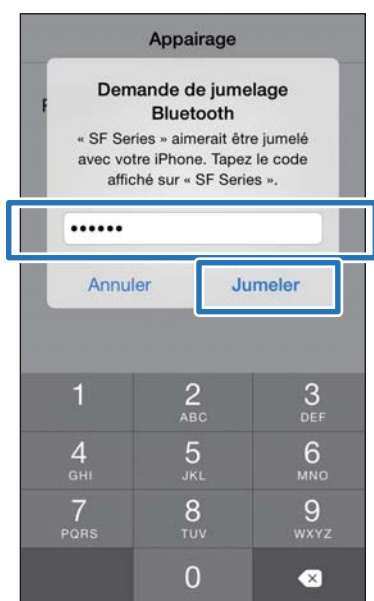 Appairage
Demande de jumelage
Bluetooth
« SF Series » aimerait être jumelé
avec votre iPhone. Tapez le code
affiché sur « SF Series ».
••••••
Annuler Jumeler
1 2 3
ABC DEF
4 5 6
GHI JKL MNO
7 8 9
PQRS TUV WXYZ
0